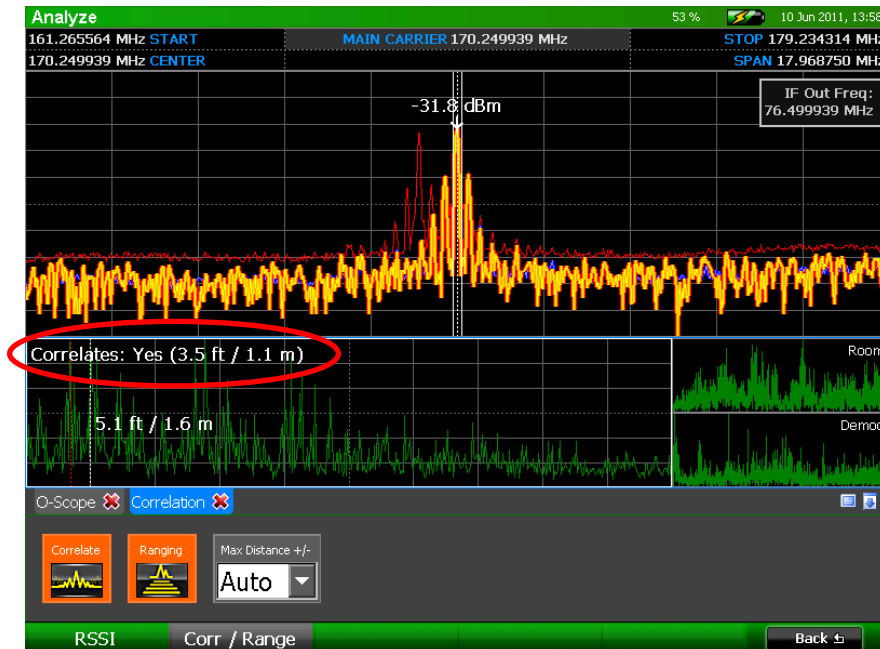 Analyze 53 % 10 Jun 2011, 13:58
161.265564 MHz START MAIN CARRIER 170.249939 MHz STOP 179.234314 MHz
170.249939 MHz CENTER SPAN 17.968750 MHz
-31.8 dBm
IF Out Freq:
76.499939 MHz
Correlates: Yes (3.5 ft / 1.1 m)
5.1 ft / 1.6 m
Room
Demod
O-Scope Correlation
Correlate Ranging Max Distance +/-
Auto
RSSI Corr / Range Back